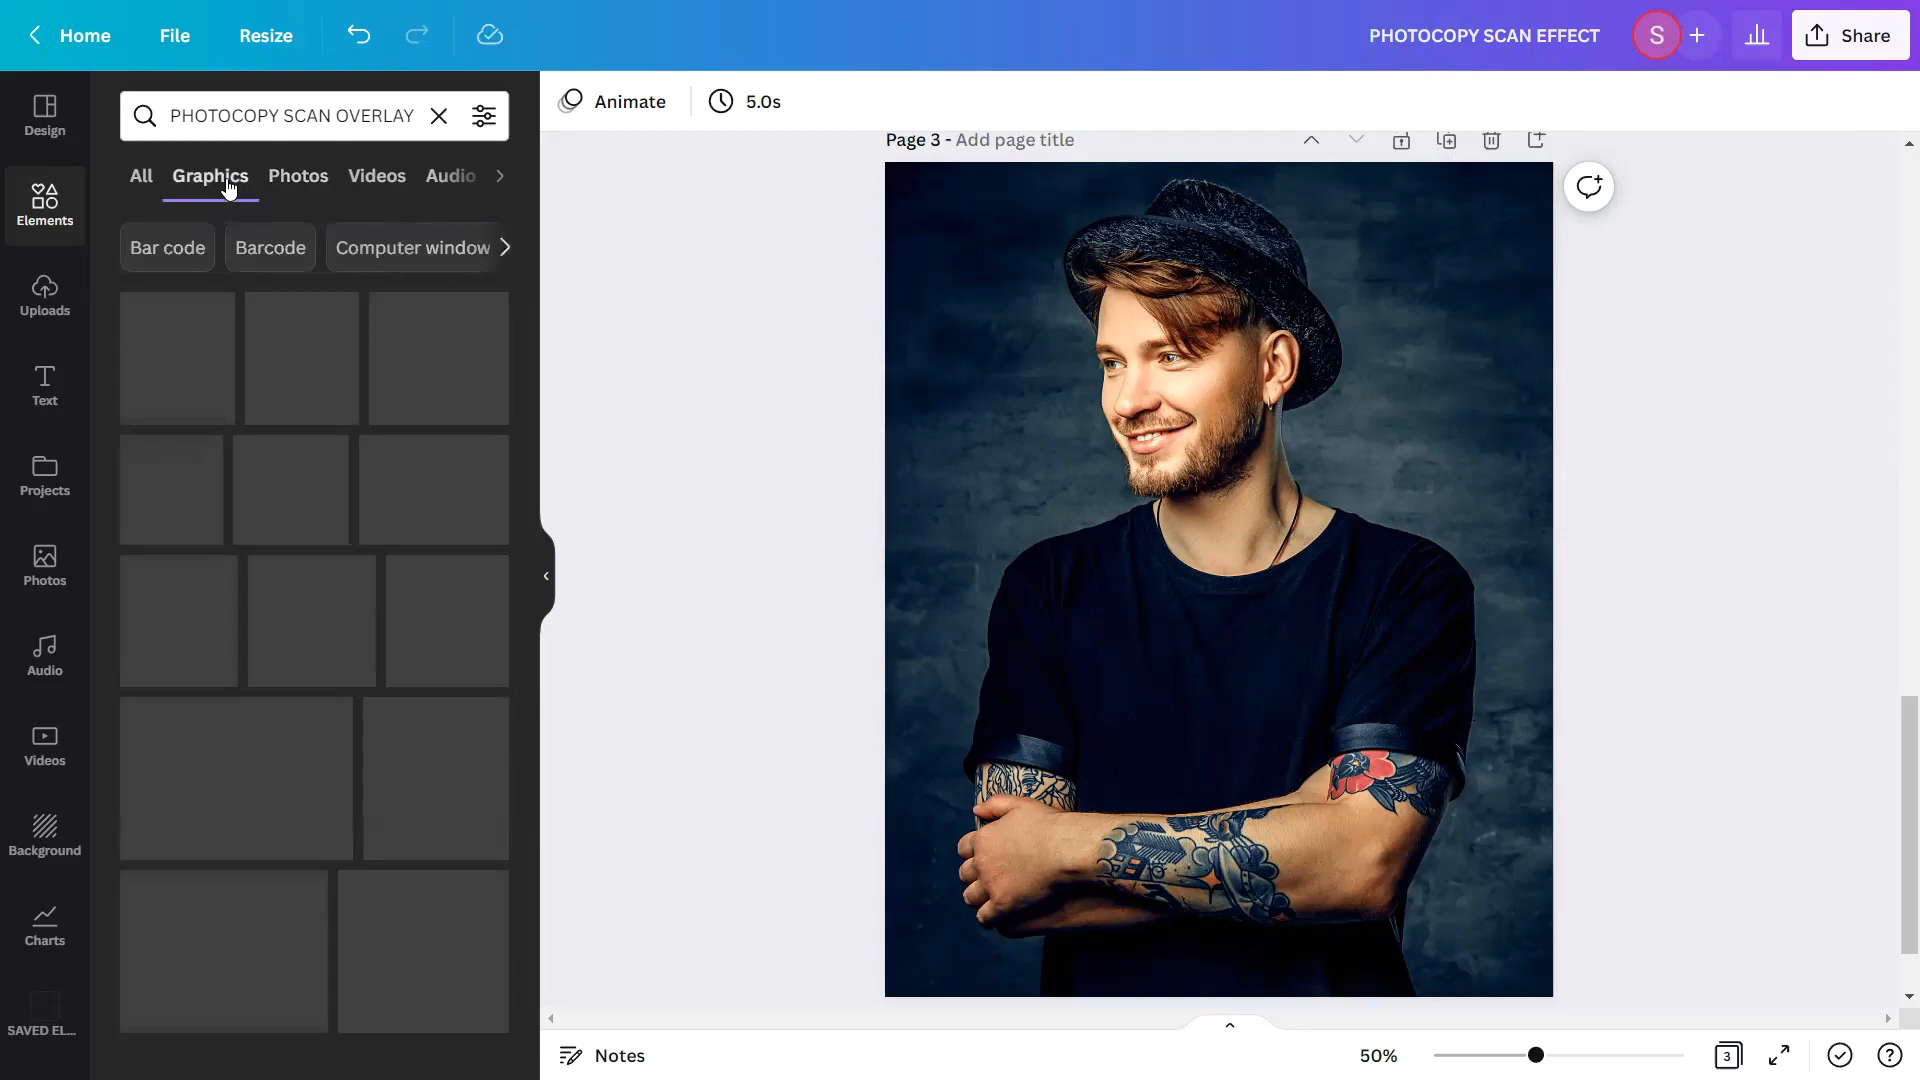 Home
File
Resize
PHOTOCOPY SCAN EFFECT
S
Share
Design
Elements
Uploads
Text
Projects
Photos
Audio
Videos
Background
Charts
SAVED EL...
PHOTOCOPY SCAN OVERLAY
All
Graphics
Photos
Videos
Audio
Bar code
Barcode
Computer window
Animate
5.0s
Page 3 - Add page title
Notes
50%
3